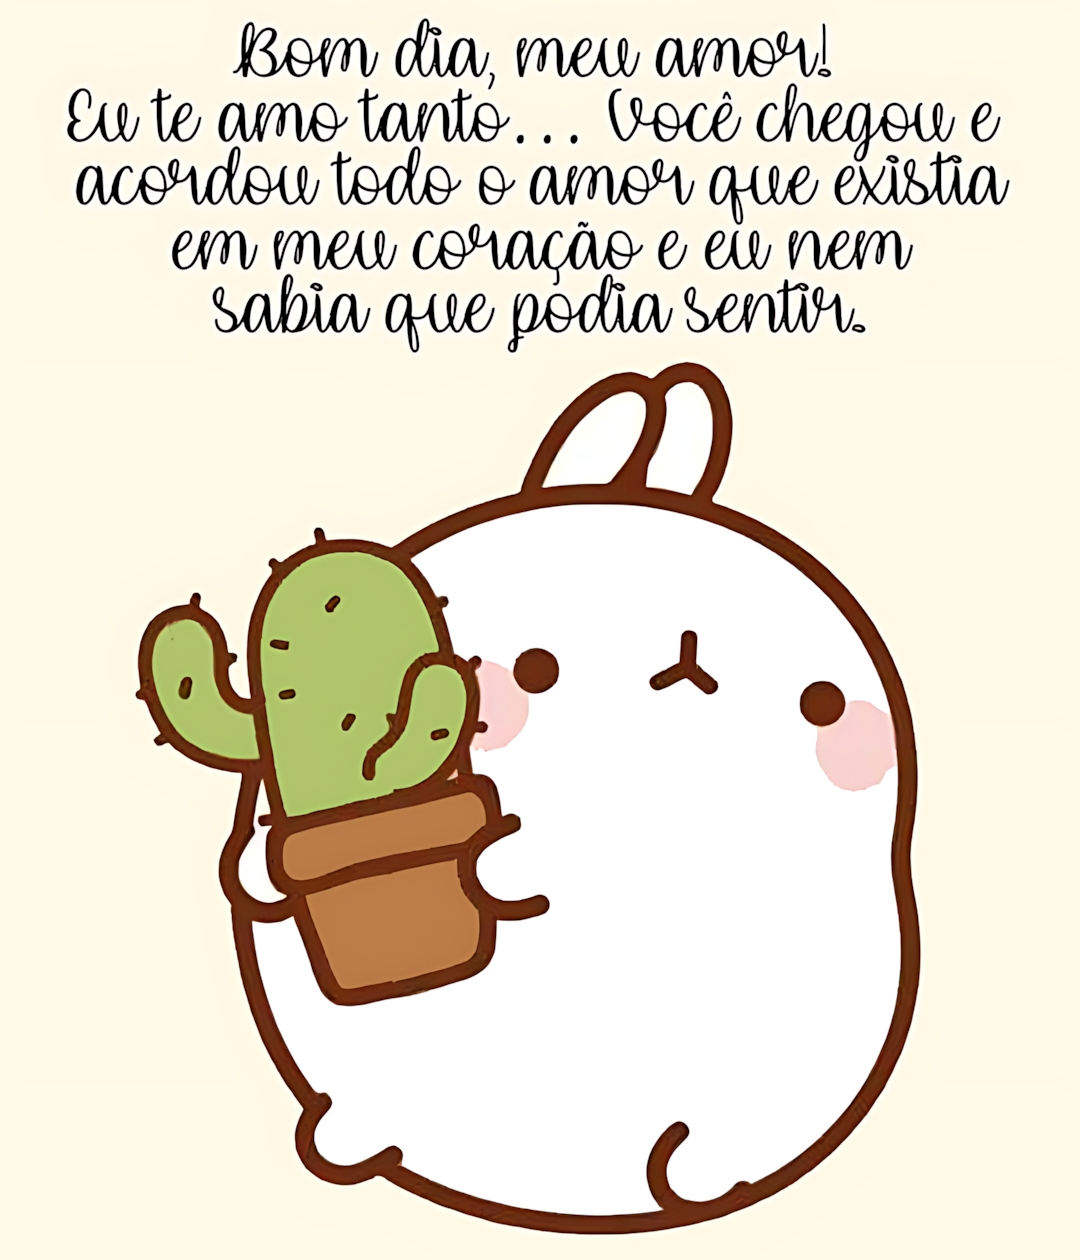 Bom dia, meu amor!
Eu te amo tanto... Você chegou e
acordou todo o amor que existia
em meu coração e eu nem
sabia que podia sentir.